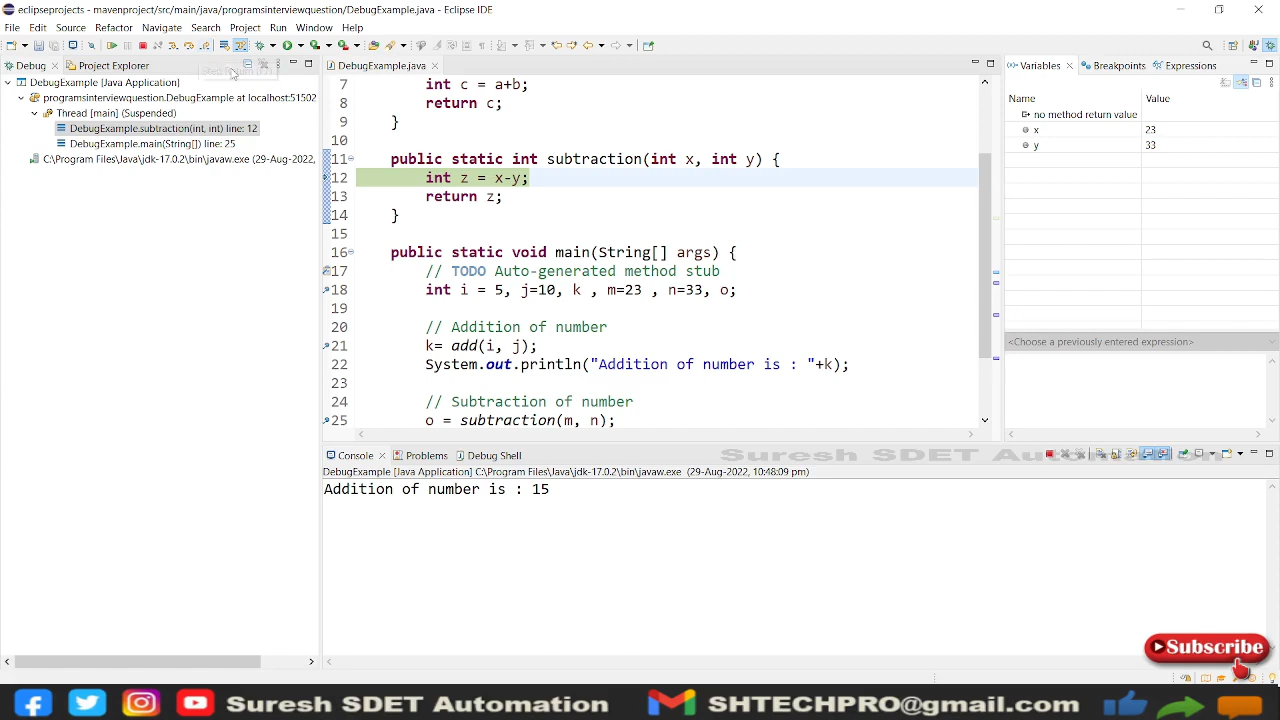 eclipseprojects - mavenproject/src/main/java/programsinterviewquestion/DebugExample.java - Eclipse IDE
File Edit Source Refactor Navigate Search Project Run Window Help
Debug Project Explorer
DebugExample [Java Application]
programsinterviewquestion.DebugExample at localhost:51502
Thread [main] (Suspended)
DebugExample.subtraction(int, int) line: 12
DebugExample.main(String[]) line: 25
C:\Program Files\Java\jdk-17.0.2\bin\javaw.exe (29-Aug-2022,
DebugExample.java
7 int c = a+b;
8 return c;
9 }
10
11 public static int subtraction(int x, int y) {
12 int z = x-y;
13 return z;
14 }
15
16 public static void main(String[] args) {
17 // TODO Auto-generated method stub
18 int i = 5, j=10, k , m=23 , n=33, o;
19
20 // Addition of number
21 k= add(i, j);
22 System.out.println("Addition of number is : "+k);
23
24 // Subtraction of number
25 o = subtraction(m, n);
Variables Breakpoints Expressions
Name Value
no method return value
x 23
y 33
<Choose a previously entered expression>
Console Problems Debug Shell
Suresh SDET Automation
DebugExample [Java Application] C:\Program Files\Java\jdk-17.0.2\bin\javaw.exe (29-Aug-2022, 10:48:09 pm)
Addition of number is : 15
Subscribe
Suresh SDET Automation SHTECHPRO@gmail.com